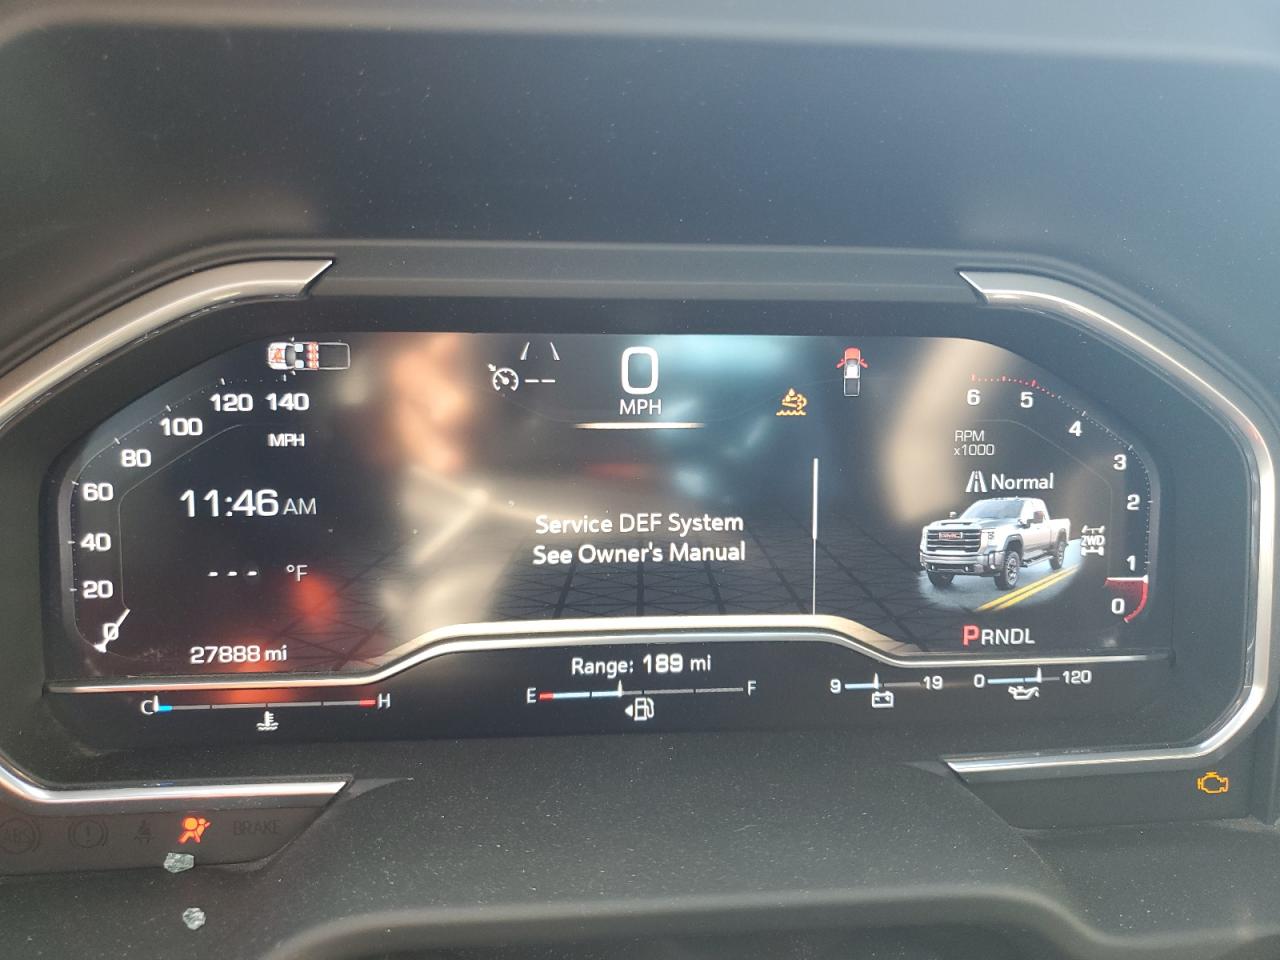 0
MPH
120 140
100
MPH
80
60
40
20
0
11:46 AM
--- °F
27888 mi
Service DEF System
See Owner's Manual
6 5
4
3
2
1
0
RPM
x1000
Normal
2WD
PRNDL
Range: 189 mi
C H
E F
9 19
0 120
ABS
BRAKE